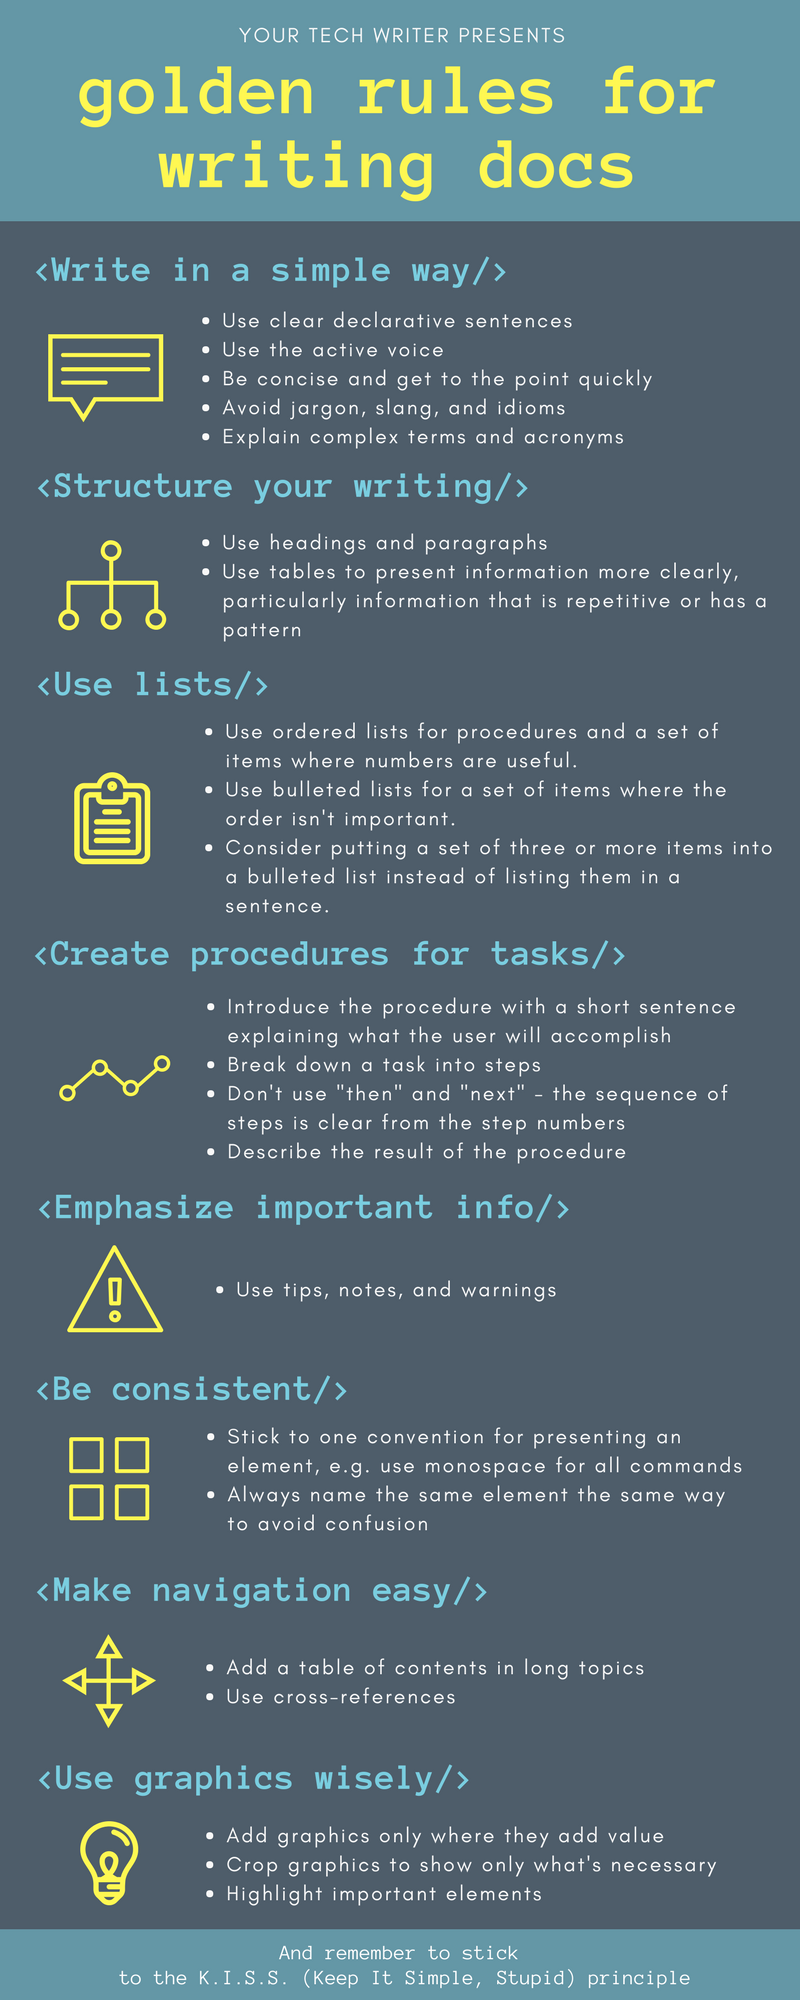 YOUR TECH WRITER PRESENTS
golden rules for
writing docs
<Write in a simple way/>
• Use clear declarative sentences
• Use the active voice
• Be concise and get to the point quickly
• Avoid jargon, slang, and idioms
• Explain complex terms and acronyms
<Structure your writing/>
• Use headings and paragraphs
• Use tables to present information more clearly,
particularly information that is repetitive or has a
pattern
<Use lists/>
• Use ordered lists for procedures and a set of
items where numbers are useful.
• Use bulleted lists for a set of items where the
order isn't important.
• Consider putting a set of three or more items into
a bulleted list instead of listing them in a
sentence.
<Create procedures for tasks/>
• Introduce the procedure with a short sentence
explaining what the user will accomplish
• Break down a task into steps
• Don't use "then" and "next" - the sequence of
steps is clear from the step numbers
• Describe the result of the procedure
<Emphasize important info/>
• Use tips, notes, and warnings
<Be consistent/>
• Stick to one convention for presenting an
element, e.g. use monospace for all commands
• Always name the same element the same way
to avoid confusion
<Make navigation easy/>
• Add a table of contents in long topics
• Use cross-references
<Use graphics wisely/>
• Add graphics only where they add value
• Crop graphics to show only what's necessary
• Highlight important elements
And remember to stick
to the K.I.S.S. (Keep It Simple, Stupid) principle